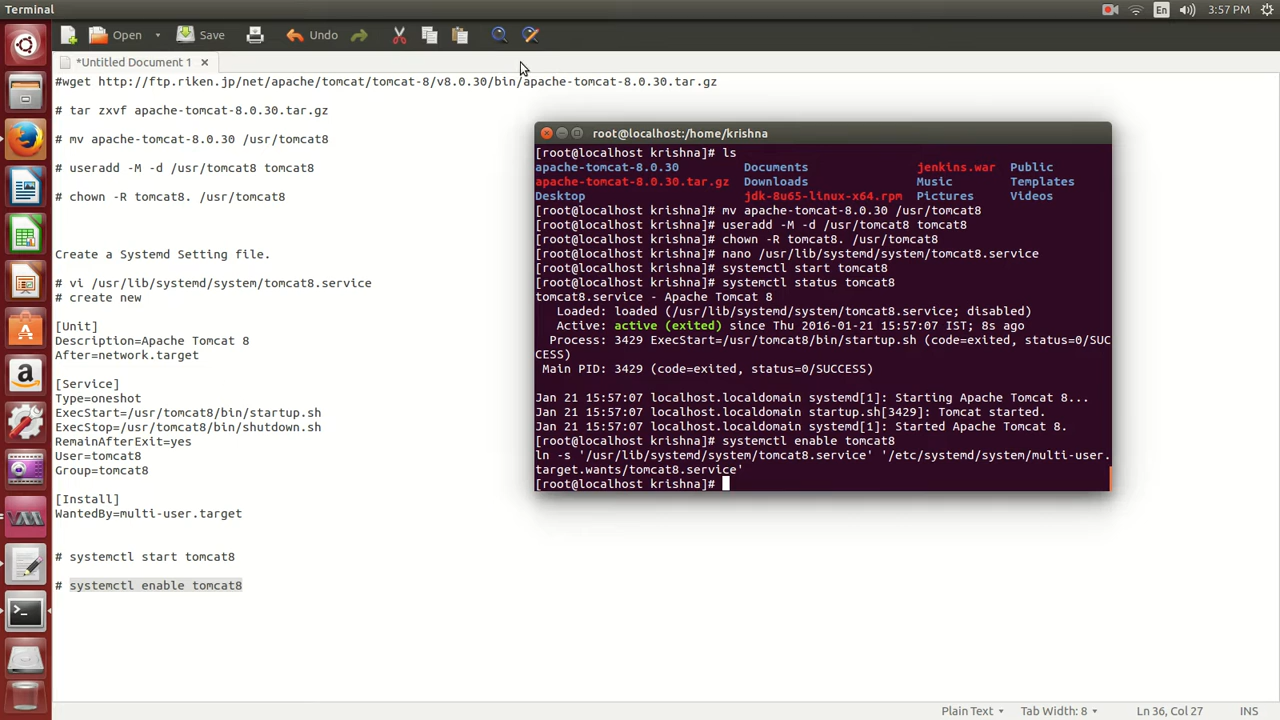 Terminal
En
3:57 PM
Open
Save
Undo
*Untitled Document 1
#wget http://ftp.riken.jp/net/apache/tomcat/tomcat-8/v8.0.30/bin/apache-tomcat-8.0.30.tar.gz
# tar zxvf apache-tomcat-8.0.30.tar.gz
# mv apache-tomcat-8.0.30 /usr/tomcat8
# useradd -M -d /usr/tomcat8 tomcat8
# chown -R tomcat8. /usr/tomcat8
Create a Systemd Setting file.
# vi /usr/lib/systemd/system/tomcat8.service
# create new
[Unit]
Description=Apache Tomcat 8
After=network.target
[Service]
Type=oneshot
ExecStart=/usr/tomcat8/bin/startup.sh
ExecStop=/usr/tomcat8/bin/shutdown.sh
RemainAfterExit=yes
User=tomcat8
Group=tomcat8
[Install]
WantedBy=multi-user.target
# systemctl start tomcat8
# systemctl enable tomcat8
root@localhost:/home/krishna
[root@localhost krishna]# ls
apache-tomcat-8.0.30 Documents jenkins.war Public
apache-tomcat-8.0.30.tar.gz Downloads Music Templates
Desktop jdk-8u65-linux-x64.rpm Pictures Videos
[root@localhost krishna]# mv apache-tomcat-8.0.30 /usr/tomcat8
[root@localhost krishna]# useradd -M -d /usr/tomcat8 tomcat8
[root@localhost krishna]# chown -R tomcat8. /usr/tomcat8
[root@localhost krishna]# nano /usr/lib/systemd/system/tomcat8.service
[root@localhost krishna]# systemctl start tomcat8
[root@localhost krishna]# systemctl status tomcat8
tomcat8.service - Apache Tomcat 8
Loaded: loaded (/usr/lib/systemd/system/tomcat8.service; disabled)
Active: active (exited) since Thu 2016-01-21 15:57:07 IST; 8s ago
Process: 3429 ExecStart=/usr/tomcat8/bin/startup.sh (code=exited, status=0/SUC
CESS)
Main PID: 3429 (code=exited, status=0/SUCCESS)
Jan 21 15:57:07 localhost.localdomain systemd[1]: Starting Apache Tomcat 8...
Jan 21 15:57:07 localhost.localdomain startup.sh[3429]: Tomcat started.
Jan 21 15:57:07 localhost.localdomain systemd[1]: Started Apache Tomcat 8.
[root@localhost krishna]# systemctl enable tomcat8
ln -s '/usr/lib/systemd/system/tomcat8.service' '/etc/systemd/system/multi-user.
target.wants/tomcat8.service'
[root@localhost krishna]#
Plain Text
Tab Width: 8
Ln 36, Col 27
INS